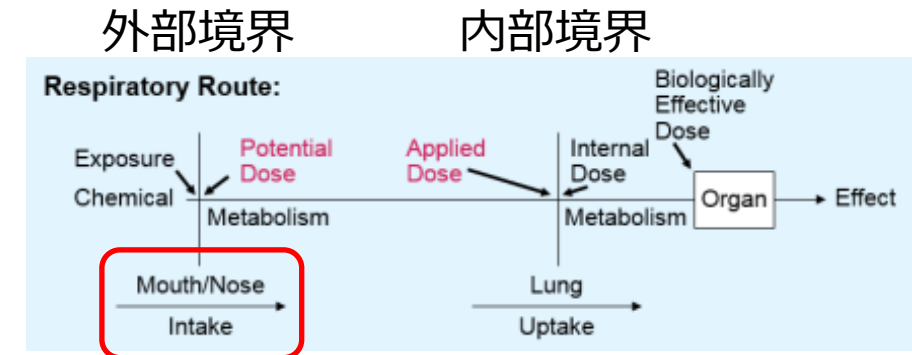 外部境界
内部境界
Respiratory Route:
Biologically
Effective
Dose
Exposure
Potential
Dose
Applied
Dose
Internal
Dose
Chemical
Metabolism
Metabolism
Organ
Effect
Mouth/Nose
Intake
Lung
Uptake